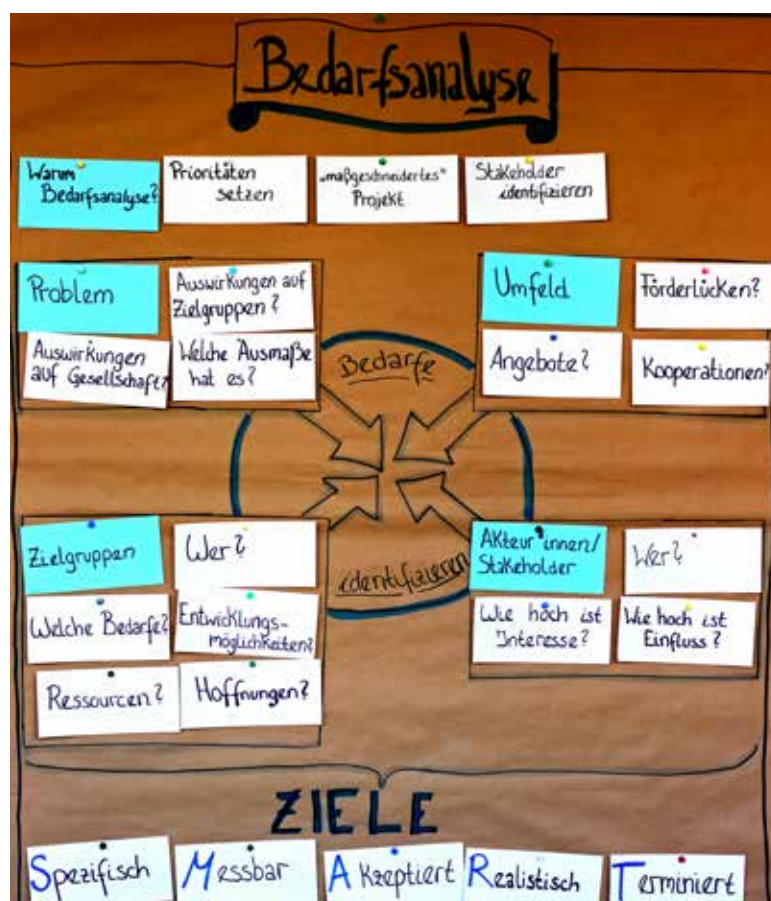 Bedarfsanalyse
Warum
Bedarfsanalyse?
Prioritäten
setzen
„maßgeschneidertes"
Projekt
Stakeholder
identifizieren
Problem
Auswirkungen auf
Zielgruppen?
Auswirkungen
auf Gesellschaft?
Welche Ausmaße
hat es?
Umfeld
Förderlücken?
Angebote?
Kooperationen?
Bedarfe
identifizieren
Zielgruppen
Wer?
Welche Bedarfe?
Entwicklungs-
möglichkeiten?
Ressourcen?
Hoffnungen?
Akteur*innen/
Stakeholder
Wer?
Wie hoch ist
Interesse?
Wie hoch ist
Einfluss?
ZIELE
Spezifisch
Messbar
Akzeptiert
Realistisch
Terminiert